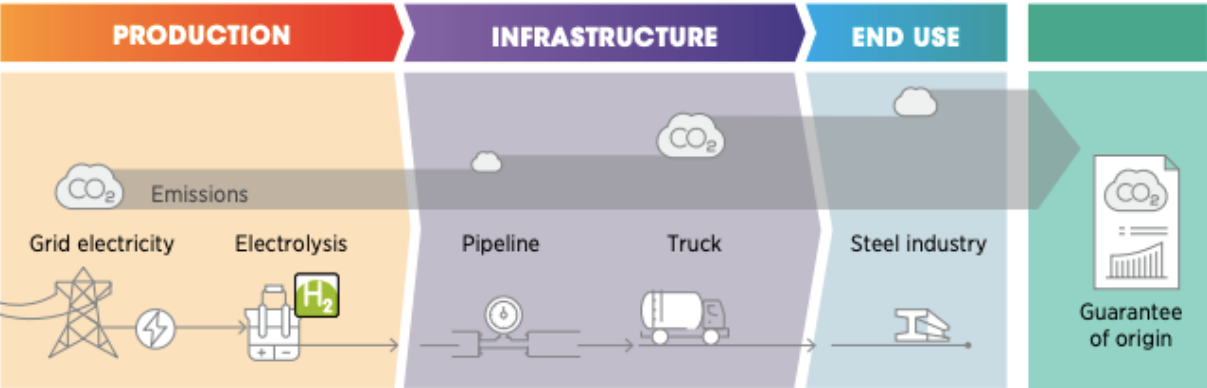 PRODUCTION
INFRASTRUCTURE
END USE
CO₂
CO₂
CO₂
Emissions
Grid electricity
Electrolysis
Pipeline
Truck
Steel industry
H₂
+ −
Guarantee
of origin